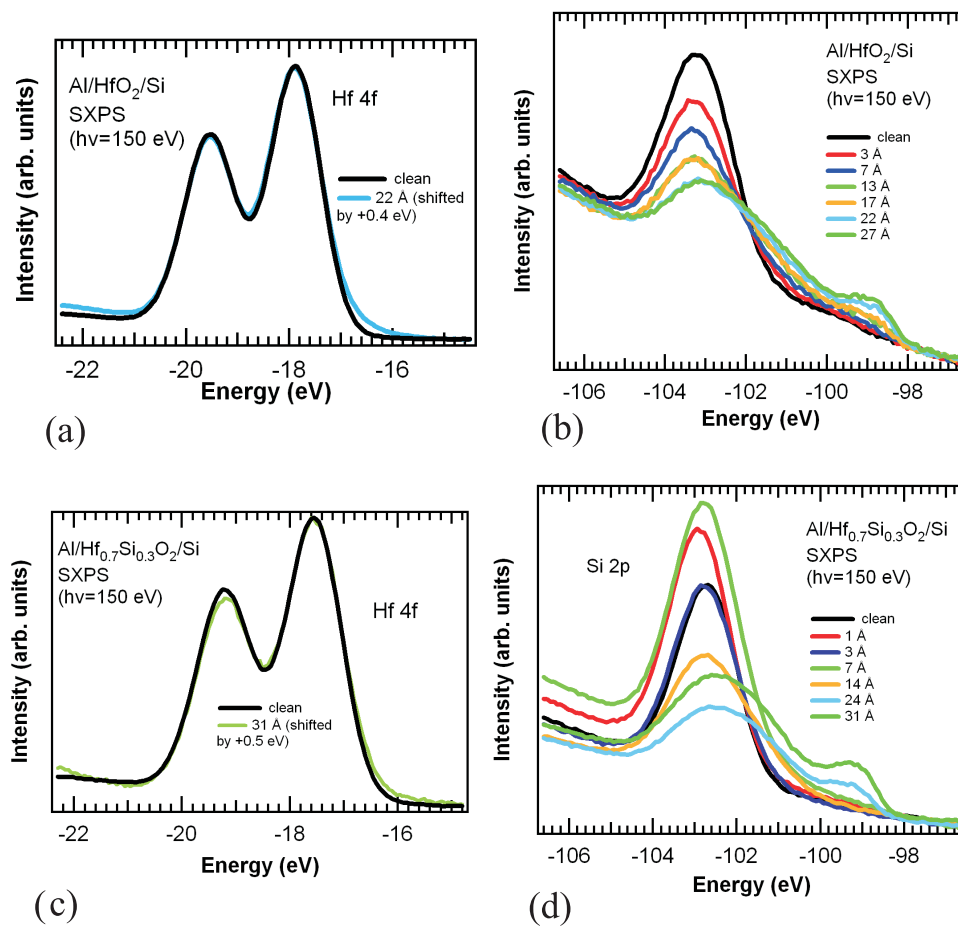 Al/HfO2/Si
SXPS
(hν=150 eV)
Hf 4f
clean
22 Å (shifted
by +0.4 eV)
Intensity (arb. units)
-22
-20
-18
-16
Energy (eV)
(a)
Al/HfO2/Si
SXPS
(hν=150 eV)
clean
3 Å
7 Å
13 Å
17 Å
22 Å
27 Å
Intensity (arb. units)
-106
-104
-102
-100
-98
Energy (eV)
(b)
Al/Hf0.7Si0.3O2/Si
SXPS
(hν=150 eV)
Hf 4f
clean
31 Å (shifted
by +0.5 eV)
Intensity (arb. units)
-22
-20
-18
-16
Energy (eV)
(c)
Si 2p
Al/Hf0.7Si0.3O2/Si
SXPS
(hν=150 eV)
clean
1 Å
3 Å
7 Å
14 Å
24 Å
31 Å
Intensity (arb. units)
-106
-104
-102
-100
-98
Energy (eV)
(d)